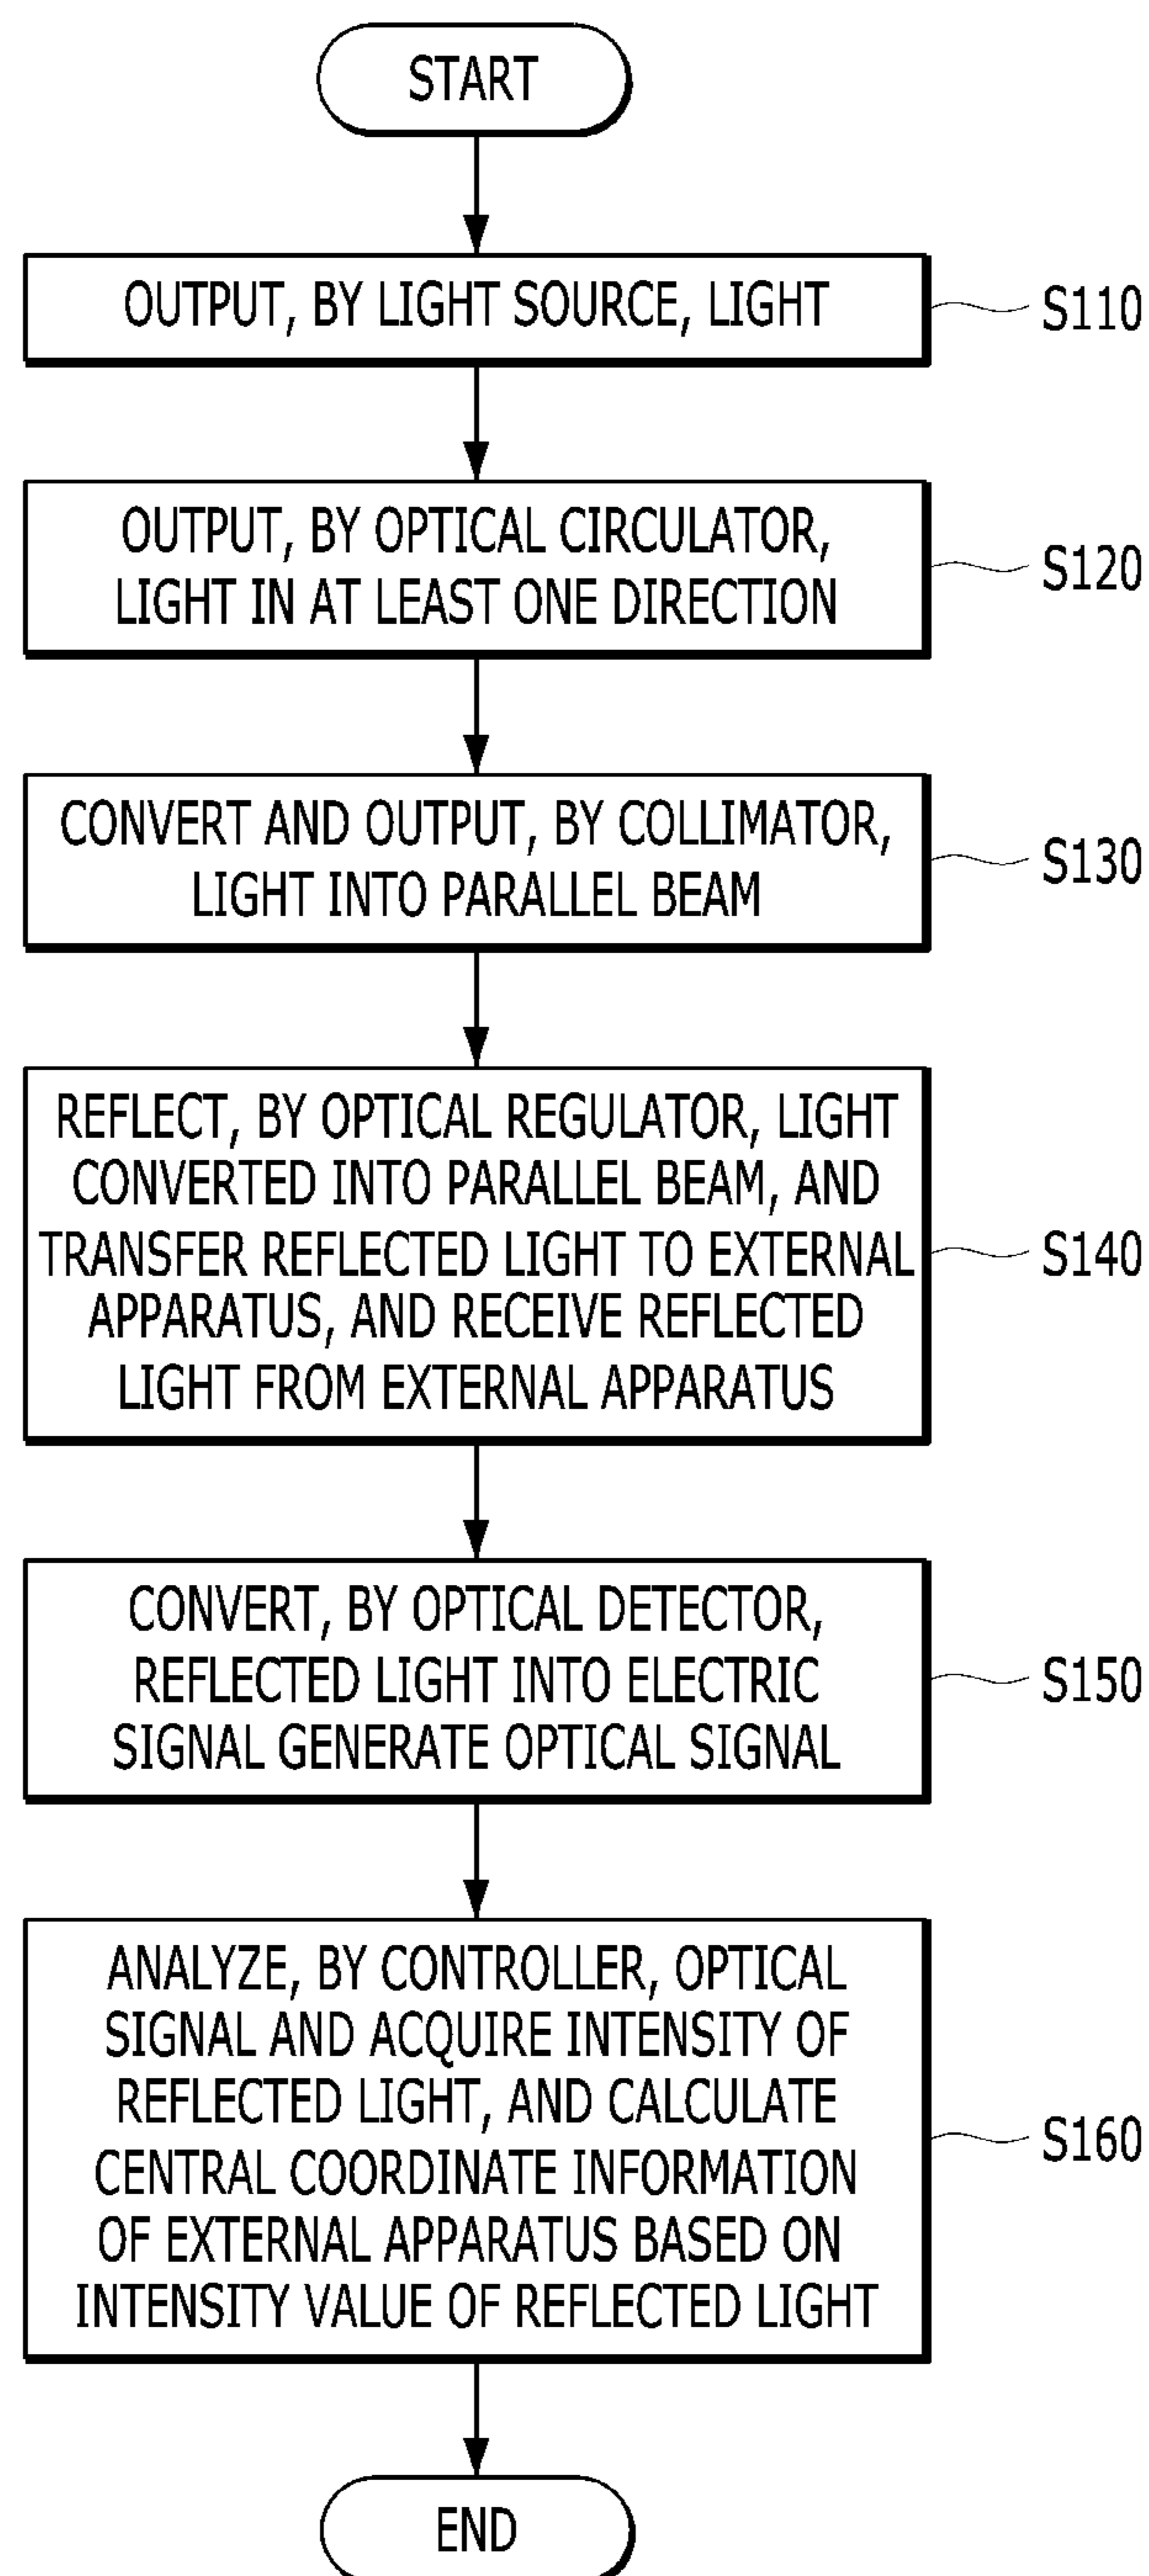 START
OUTPUT, BY LIGHT SOURCE, LIGHT
S110
OUTPUT, BY OPTICAL CIRCULATOR,
LIGHT IN AT LEAST ONE DIRECTION
S120
CONVERT AND OUTPUT, BY COLLIMATOR,
LIGHT INTO PARALLEL BEAM
S130
REFLECT, BY OPTICAL REGULATOR, LIGHT
CONVERTED INTO PARALLEL BEAM, AND
TRANSFER REFLECTED LIGHT TO EXTERNAL
APPARATUS, AND RECEIVE REFLECTED
LIGHT FROM EXTERNAL APPARATUS
S140
CONVERT, BY OPTICAL DETECTOR,
REFLECTED LIGHT INTO ELECTRIC
SIGNAL GENERATE OPTICAL SIGNAL
S150
ANALYZE, BY CONTROLLER, OPTICAL
SIGNAL AND ACQUIRE INTENSITY OF
REFLECTED LIGHT, AND CALCULATE
CENTRAL COORDINATE INFORMATION
OF EXTERNAL APPARATUS BASED ON
INTENSITY VALUE OF REFLECTED LIGHT
S160
END